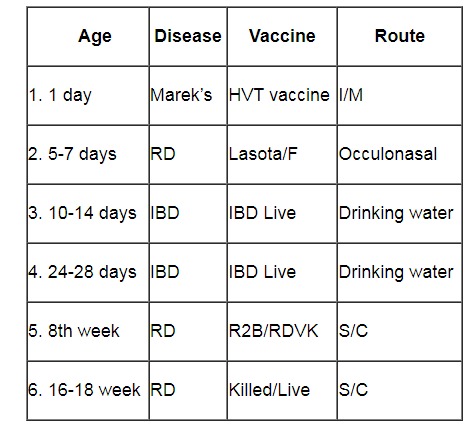 Age Disease Vaccine Route
1. 1 day Marek's HVT vaccine I/M
2. 5-7 days RD Lasota/F Occulonasal
3. 10-14 days IBD IBD Live Drinking water
4. 24-28 days IBD IBD Live Drinking water
5. 8th week RD R2B/RDVK S/C
6. 16-18 week RD Killed/Live S/C